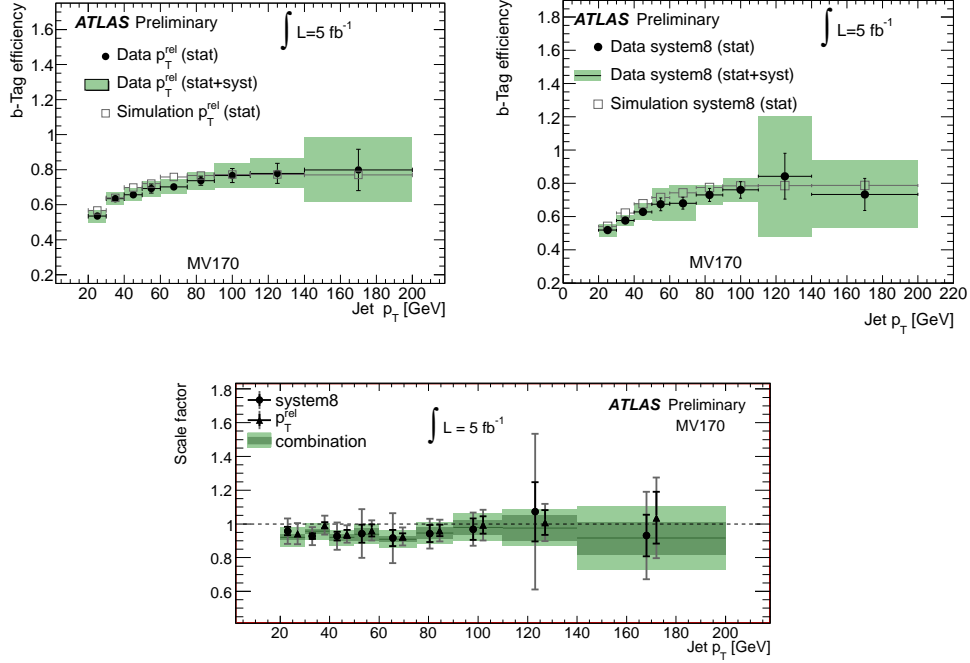 ATLAS Preliminary
∫ L=5 fb⁻¹
Data p_T^rel (stat)
Data p_T^rel (stat+syst)
Simulation p_T^rel (stat)
MV170
b-Tag efficiency
1.8
1.6
1.4
1.2
1
0.8
0.6
0.4
0.2
20 40 60 80 100 120 140 160 180 200
Jet p_T [GeV]
ATLAS Preliminary
∫ L=5 fb⁻¹
Data system8 (stat)
Data system8 (stat+syst)
Simulation system8 (stat)
MV170
b-Tag efficiency
1.8
1.6
1.4
1.2
1
0.8
0.6
0.4
0.2
0 20 40 60 80 100 120 140 160 180 200 220
Jet p_T [GeV]
system8
p_T^rel
combination
∫ L = 5 fb⁻¹
ATLAS Preliminary
MV170
Scale factor
1.8
1.6
1.4
1.2
1
0.8
0.6
20 40 60 80 100 120 140 160 180 200
Jet p_T [GeV]